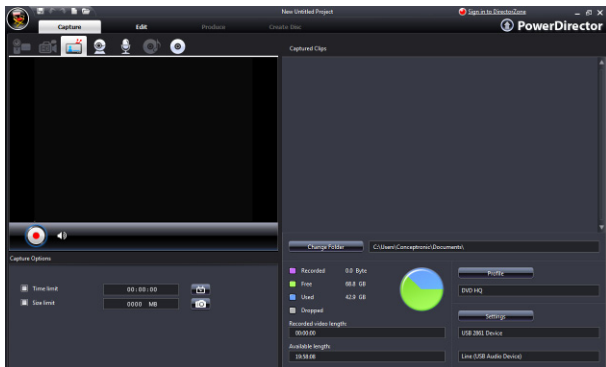 New Untitled Project
Sign in to DirectorZone
Capture
Edit
Produce
Create Disc
PowerDirector
Captured Clips
Change Folder
C:\Users\Conceptronic\Documents\
Capture Options
Time limit
00:00:00
Size limit
0000 MB
Recorded 0.0 Byte
Free 68.8 GB
Used 42.9 GB
Dropped
Recorded video length:
00:00:00
Available length:
19:58:08
Profile
DVD HQ
Settings
USB 2861 Device
Line (USB Audio Device)